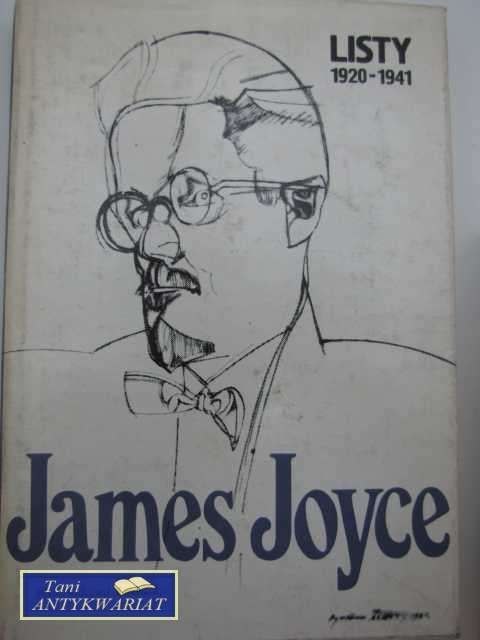 LISTY
1920-1941
James Joyce
Tani
ANTYKWARIAT